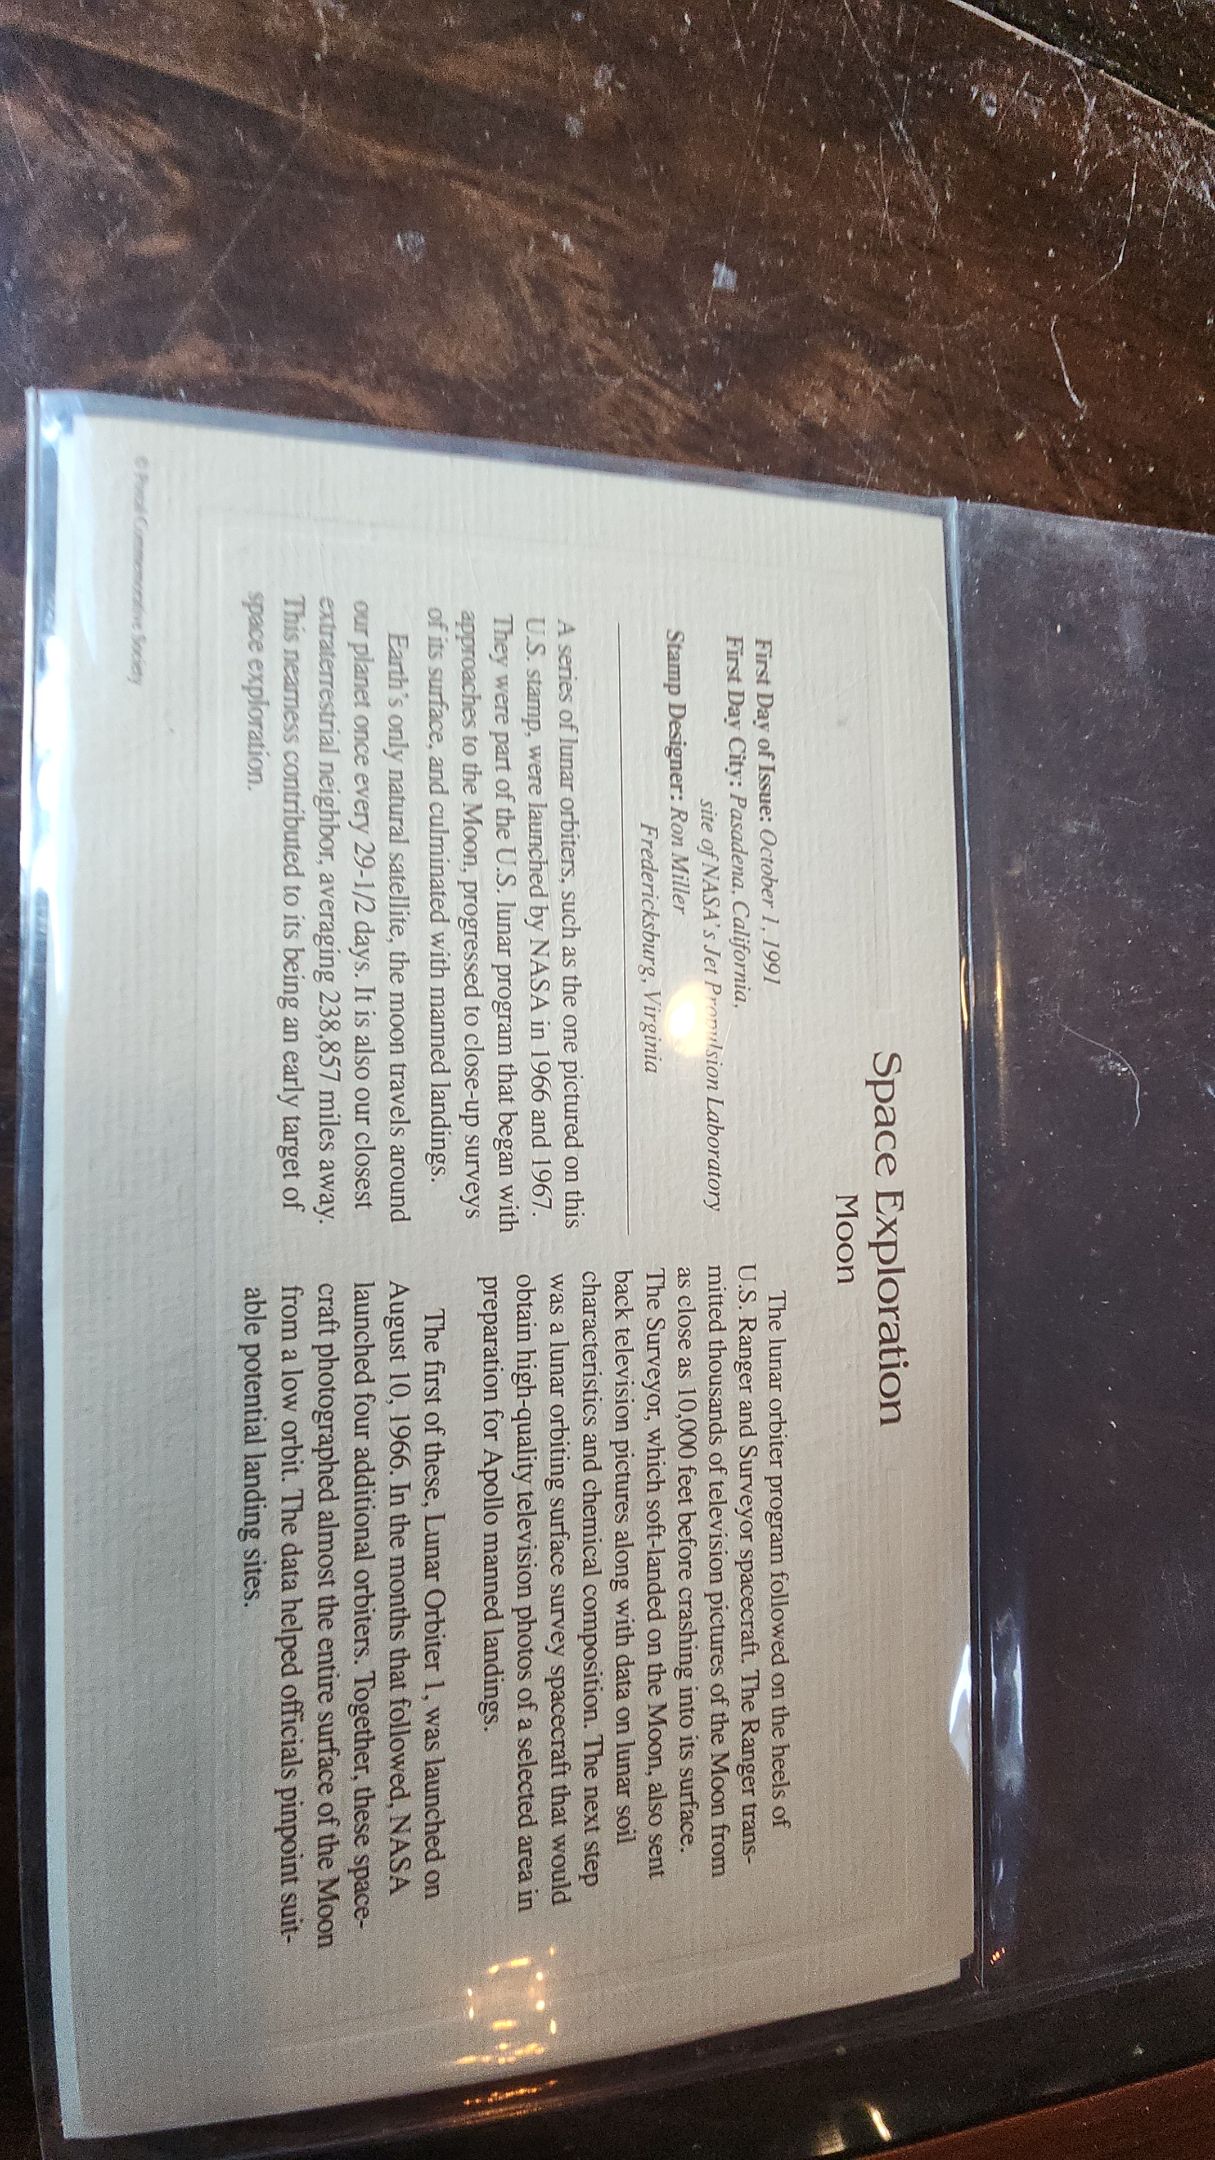 Space Exploration
Moon
First Day of Issue: October 1, 1991
First Day City: Pasadena, California,
site of NASA's Jet Propulsion Laboratory
Stamp Designer: Ron Miller
Fredericksburg, Virginia
A series of lunar orbiters, such as the one pictured on this
U.S. stamp, were launched by NASA in 1966 and 1967.
They were part of the U.S. lunar program that began with
approaches to the Moon, progressed to close-up surveys
of its surface, and culminated with manned landings.
Earth's only natural satellite, the moon travels around
our planet once every 29-1/2 days. It is also our closest
extraterrestrial neighbor, averaging 238,857 miles away.
This nearness contributed to its being an early target of
space exploration.
The lunar orbiter program followed on the heels of
U.S. Ranger and Surveyor spacecraft. The Ranger trans-
mitted thousands of television pictures of the Moon from
as close as 10,000 feet before crashing into its surface.
The Surveyor, which soft-landed on the Moon, also sent
back television pictures along with data on lunar soil
characteristics and chemical composition. The next step
was a lunar orbiting surface survey spacecraft that would
obtain high-quality television photos of a selected area in
preparation for Apollo manned landings.
The first of these, Lunar Orbiter 1, was launched on
August 10, 1966. In the months that followed, NASA
launched four additional orbiters. Together, these space-
craft photographed almost the entire surface of the Moon
from a low orbit. The data helped officials pinpoint suit-
able potential landing sites.
© Postal Commemorative Society